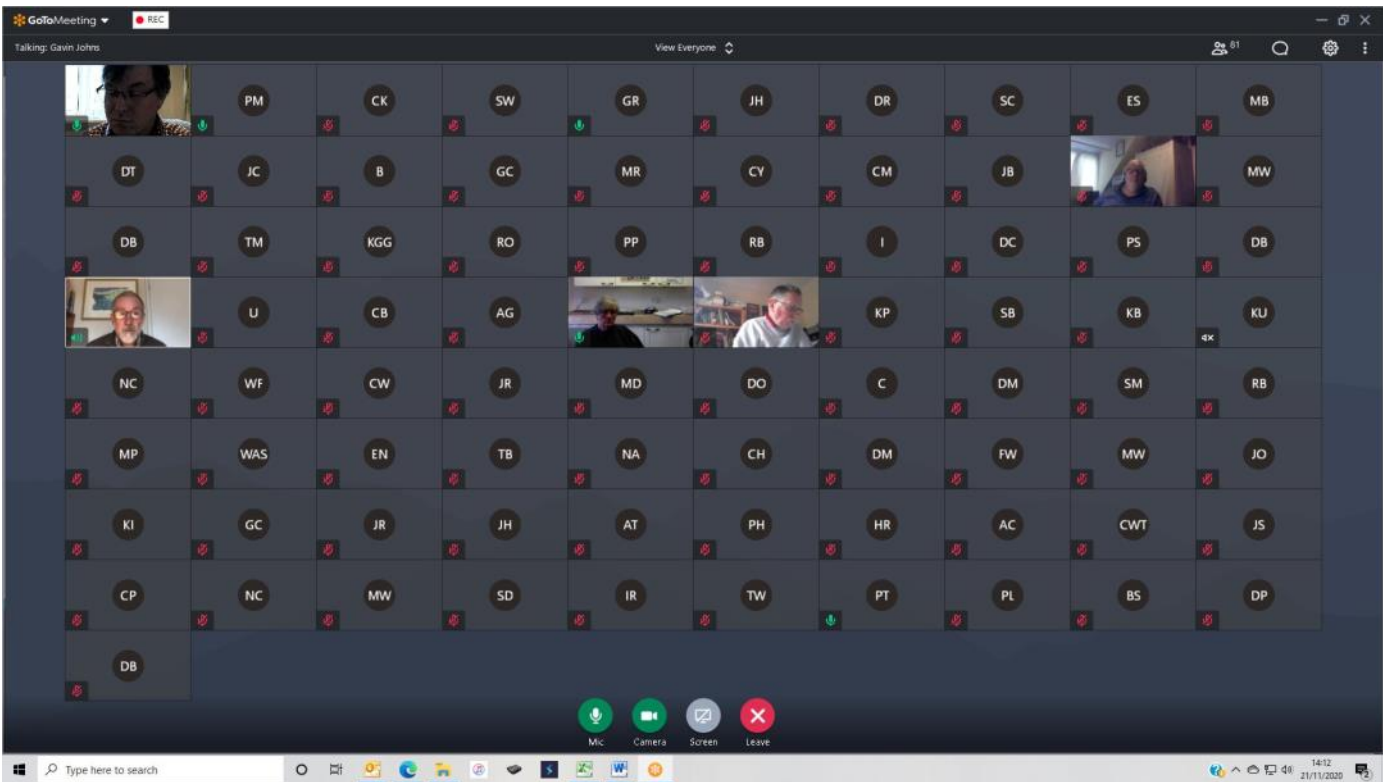 GoToMeeting REC
Talking: Gavin Johns View Everyone 81
PM CK SW GR JH DR SC ES MB
DT JC B GC MR CY CM JB MW
DB TM KGG RO PP RB I DC PS DB
U CB AG KP SB KB KU
NC WF CW JR MD DO C DM SM RB
MP WAS EN TB NA CH DM FW MW JO
KI GC JR JH AT PH HR AC CWT JS
CP NC MW SD IR TW PT PL BS DP
DB
Mic Camera Screen Leave
Type here to search 14:12
21/11/2020 2